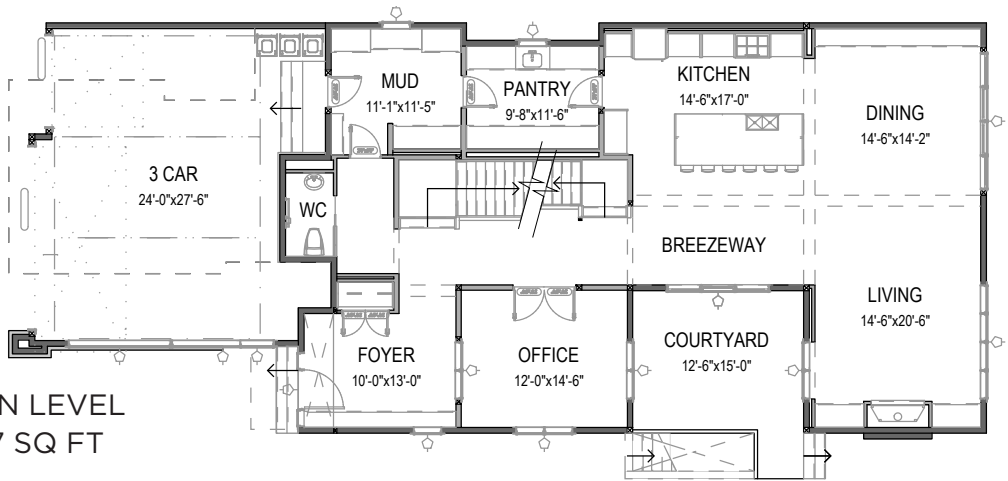 MUD
11'-1"x11'-5"
PANTRY
9'-8"x11'-6"
KITCHEN
14'-6"x17'-0"
DINING
14'-6"x14'-2"
3 CAR
24'-0"x27'-6"
WC
BREEZEWAY
LIVING
14'-6"x20'-6"
FOYER
10'-0"x13'-0"
OFFICE
12'-0"x14'-6"
COURTYARD
12'-6"x15'-0"
N LEVEL
7 SQ FT